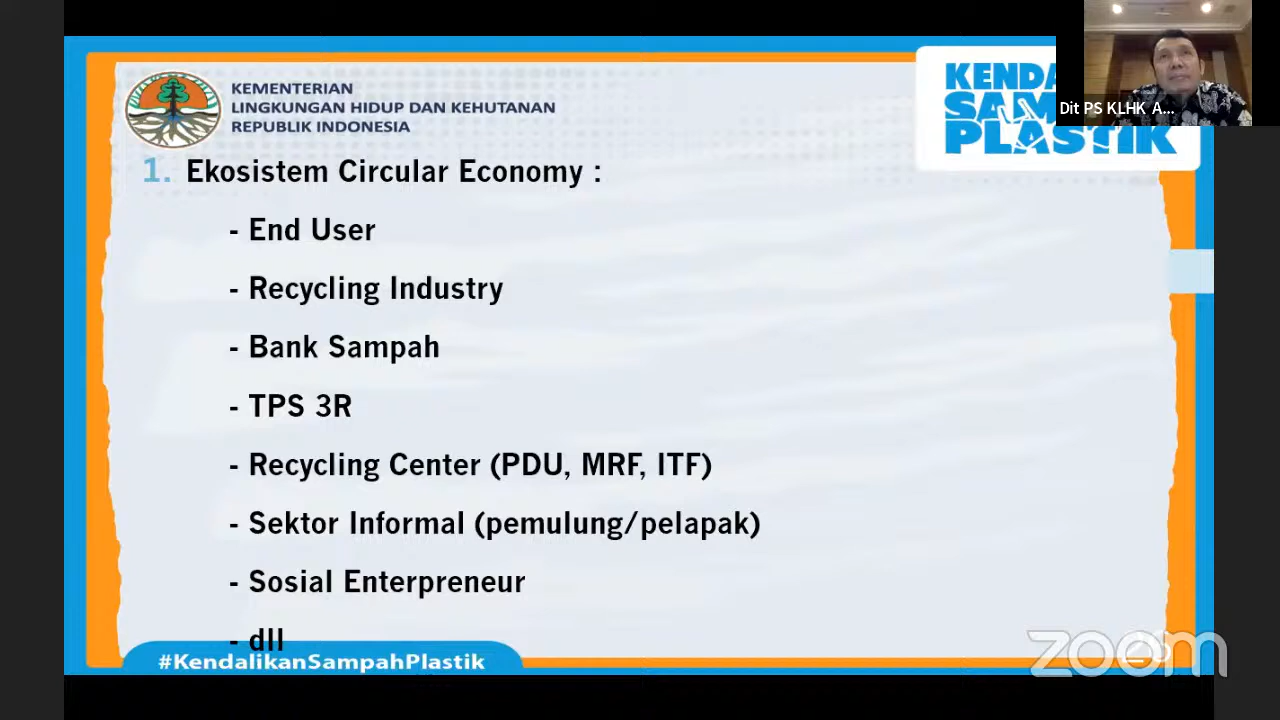 KEMENTERIAN
LINGKUNGAN HIDUP DAN KEHUTANAN
REPUBLIK INDONESIA
SAMPAH
PLASTIK
Dit PS KLHK A...
1. Ekosistem Circular Economy :
- End User
- Recycling Industry
- Bank Sampah
- TPS 3R
- Recycling Center (PDU, MRF, ITF)
- Sektor Informal (pemulung/pelapak)
- Sosial Enterpreneur
- dll
#KendalikanSampahPlastik
zoom